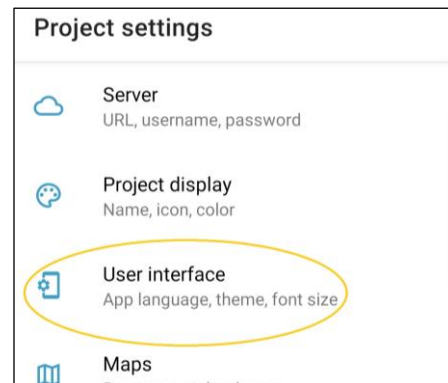 Project settings
Server
URL, username, password
Project display
Name, icon, color
User interface
App language, theme, font size
Maps